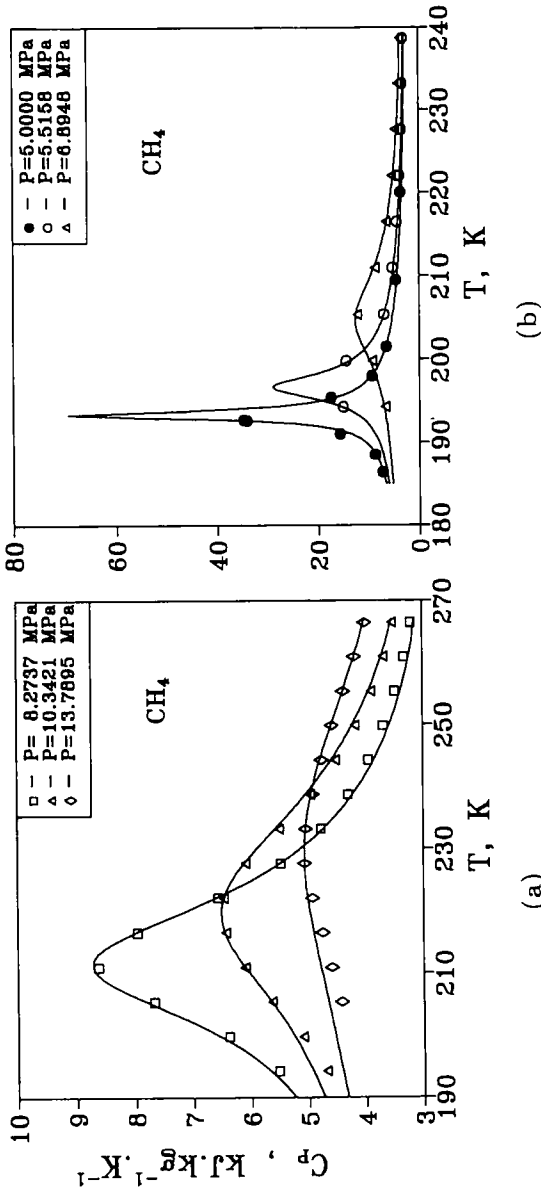 10
9
8
7
6
5
4
3
190
210
230
250
270
C_P , kJ.kg⁻¹.K⁻¹
T, K
□ — P= 8.2737 MPa
△ — P=10.3421 MPa
◇ — P=13.7895 MPa
CH₄
(a)
80
60
40
20
0
180
190
200
210
220
230
240
T, K
● — P=5.0000 MPa
○ — P=5.5158 MPa
△ — P=6.8948 MPa
CH₄
(b)